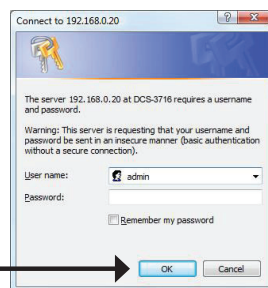 Connect to 192.168.0.20
The server 192.168.0.20 at DCS-3716 requires a username
and password.
Warning: This server is requesting that your username and
password be sent in an insecure manner (basic authentication
without a secure connection).
User name:
admin
Password:
Remember my password
OK
Cancel